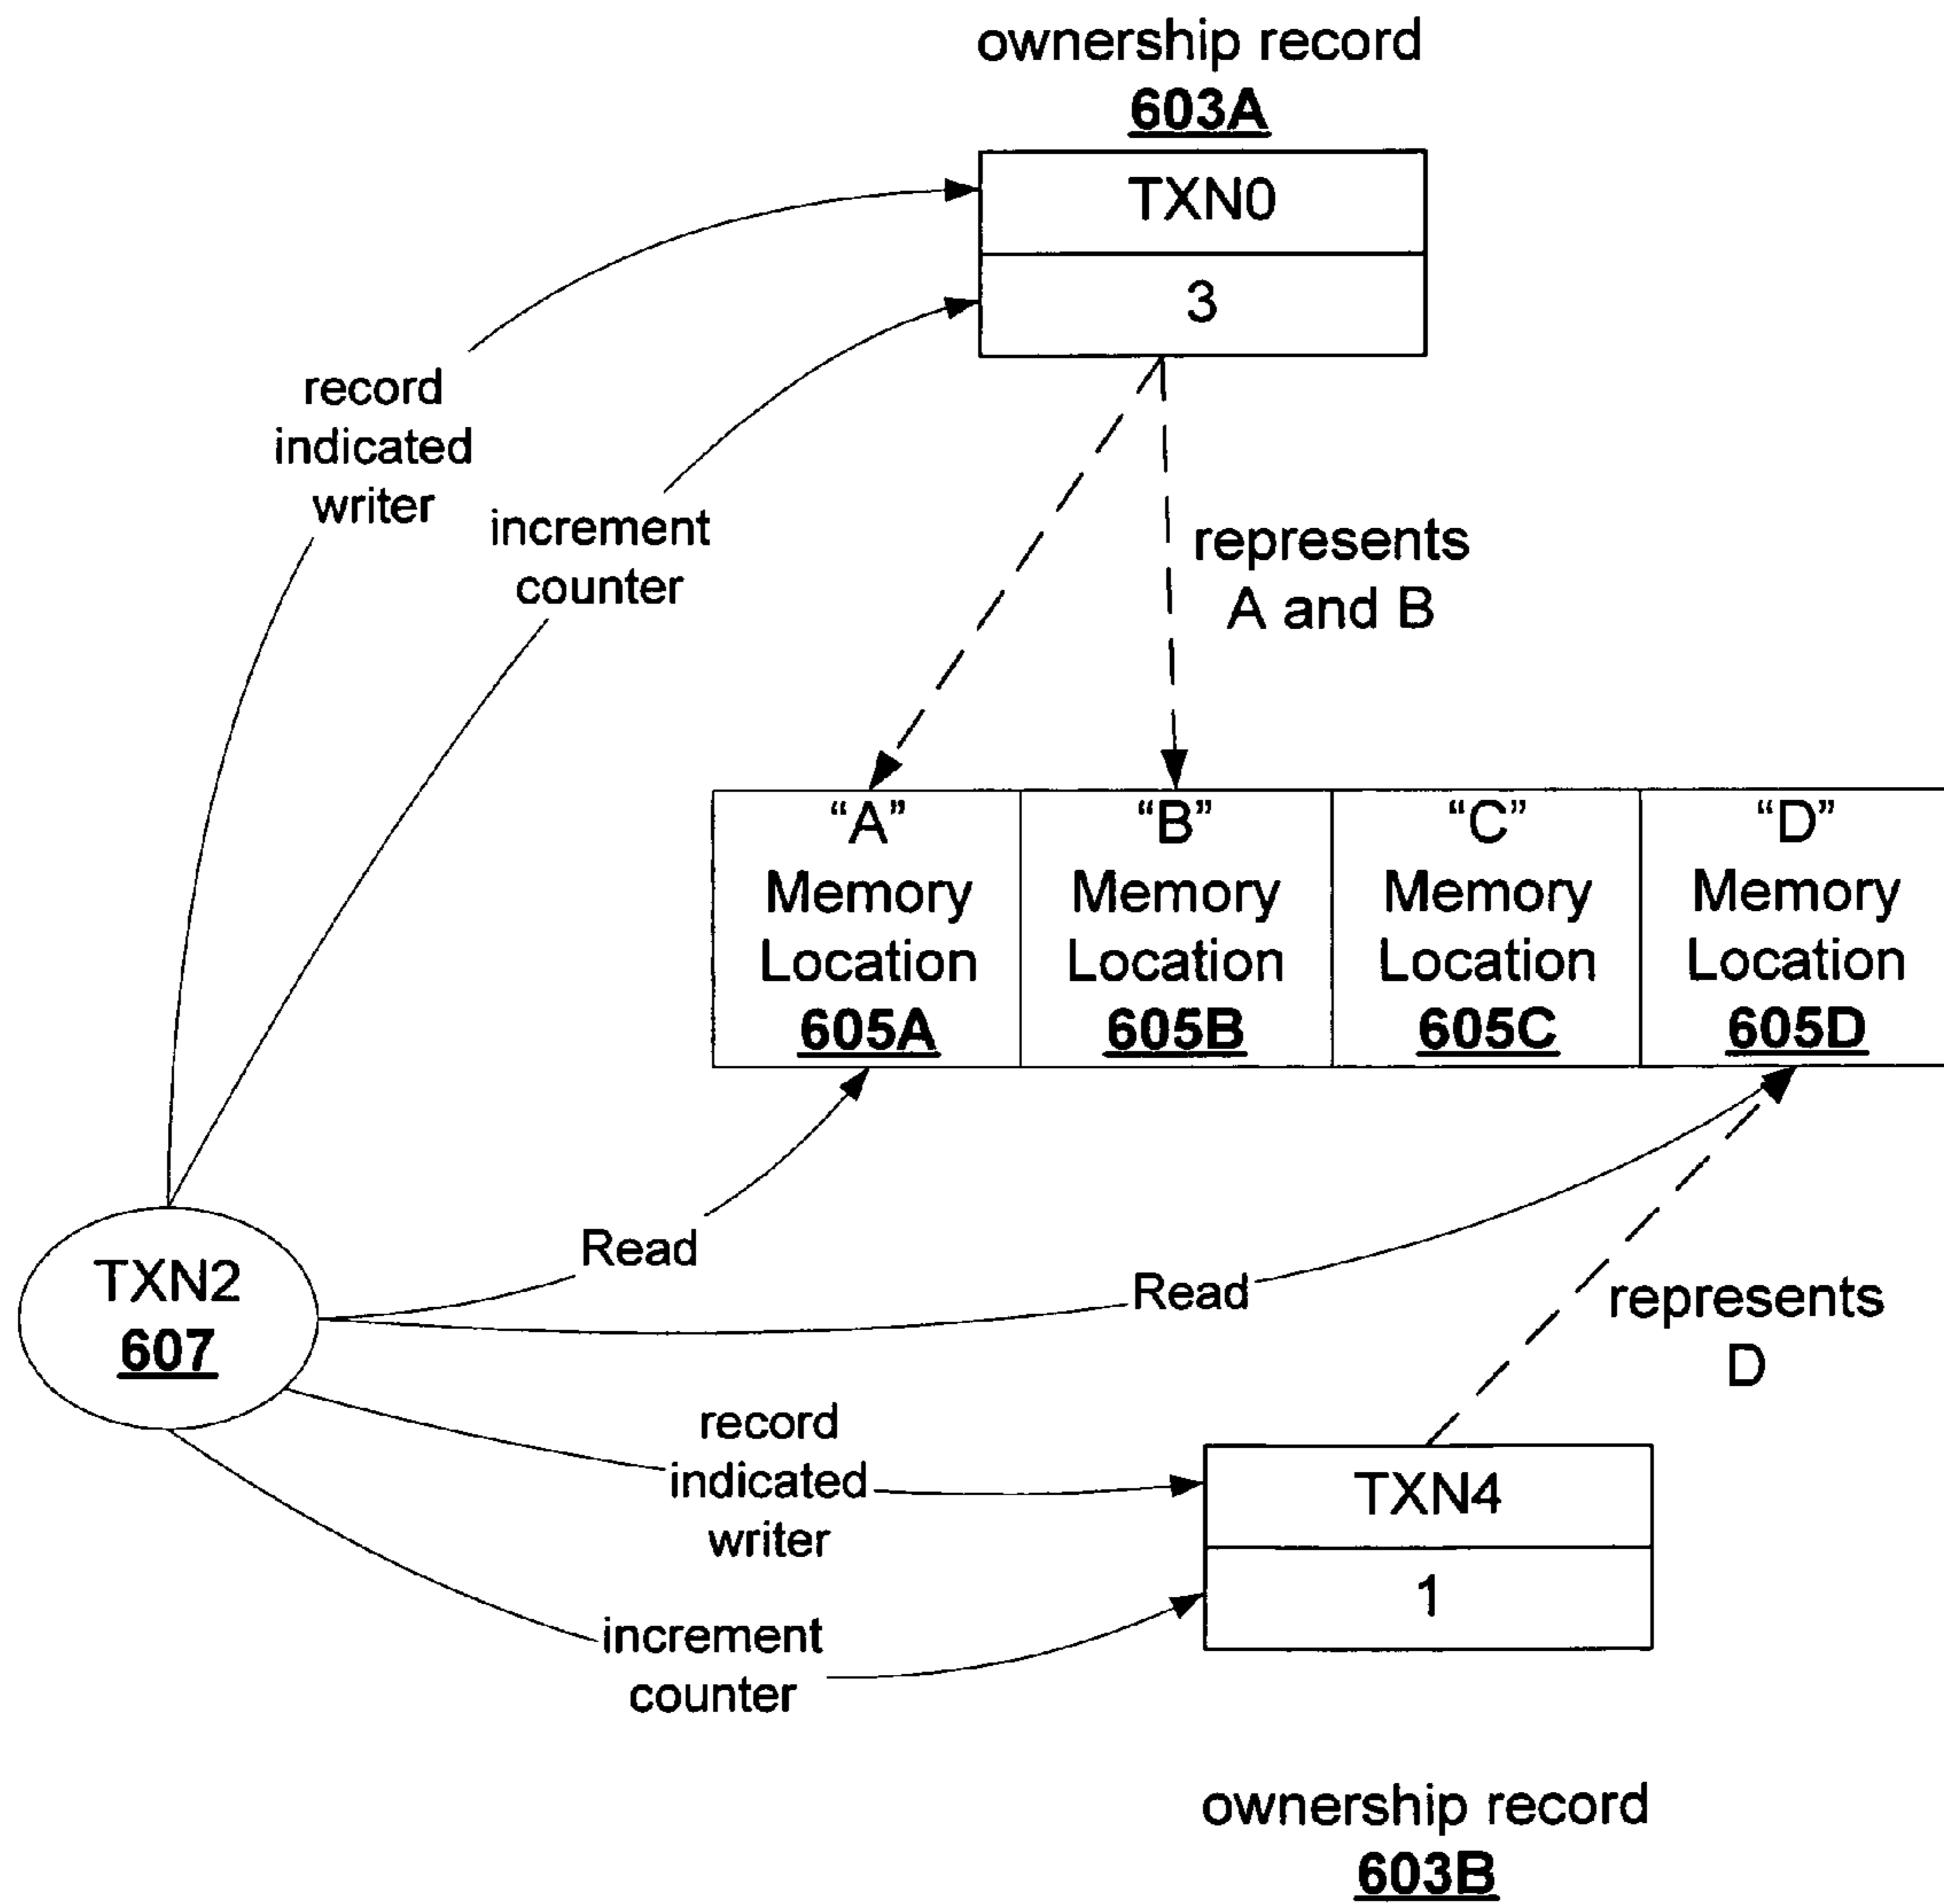 ownership record
603A
TXN0
3
record
indicated
writer
increment
counter
represents
A and B
“A”
Memory
Location
605A
“B”
Memory
Location
605B
“C”
Memory
Location
605C
“D”
Memory
Location
605D
Read
TXN2
607
Read
represents
D
record
indicated
writer
TXN4
1
increment
counter
ownership record
603B